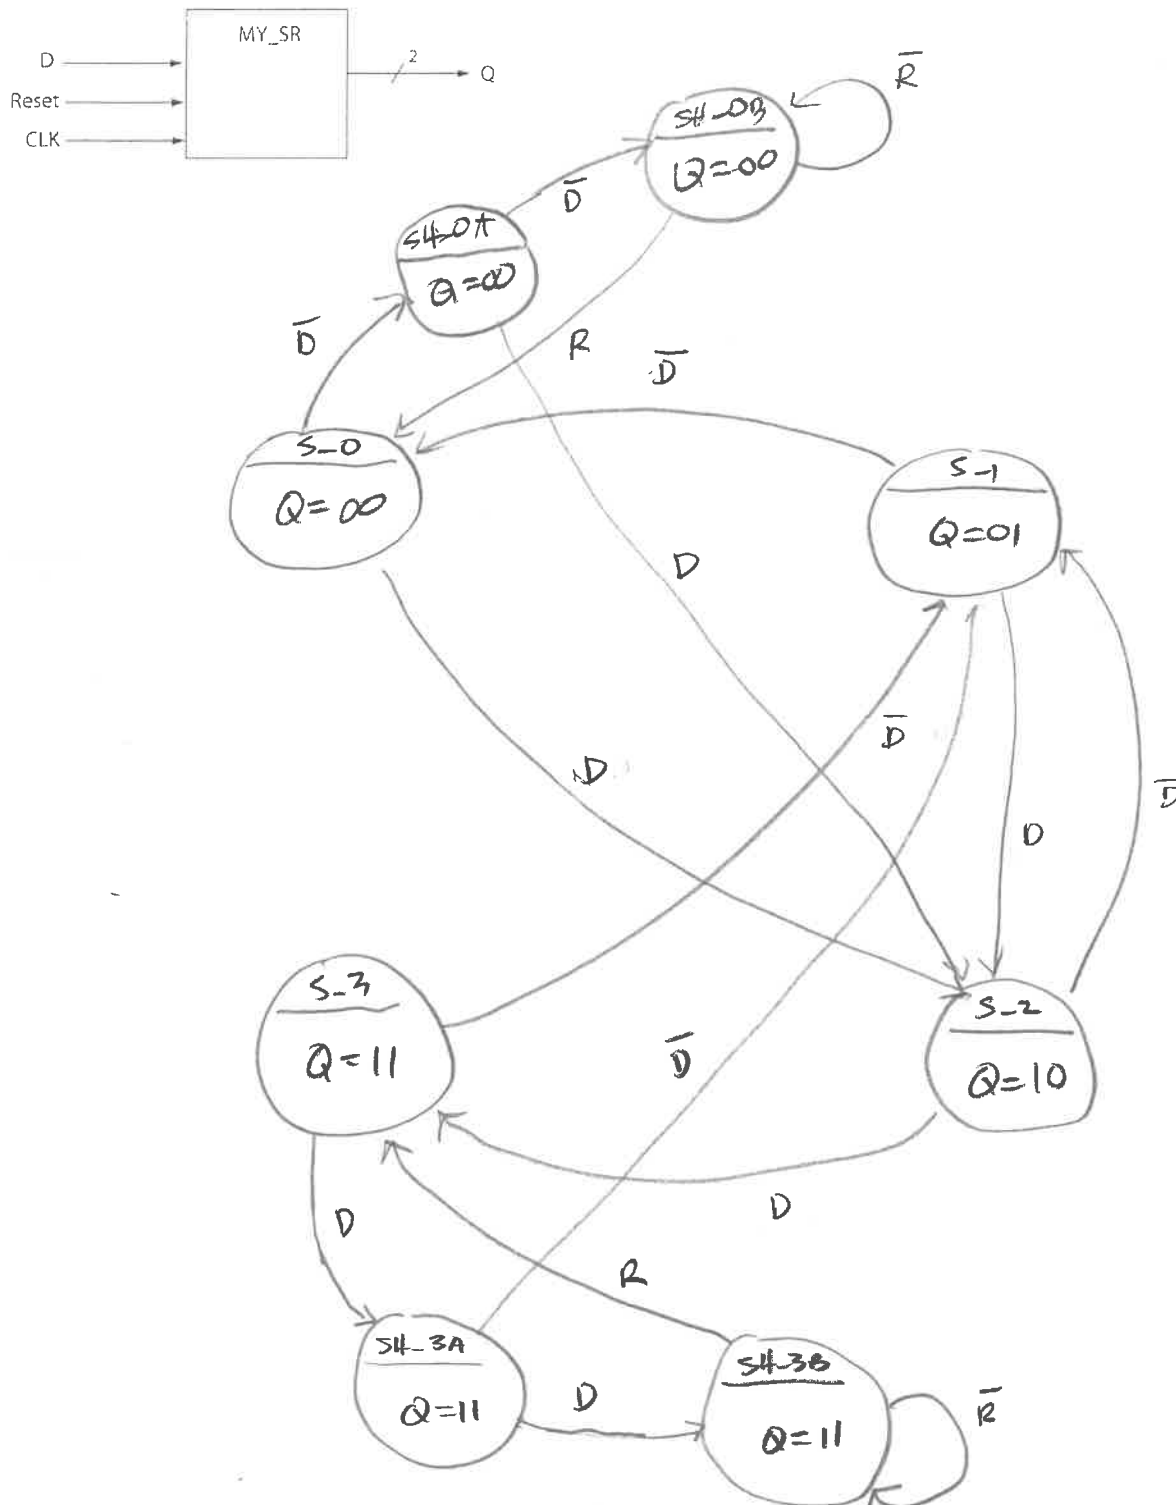 MY_SR
D
Reset
CLK
2
Q
R̅
SH_0B
Q=00
D̅
SH_0A
Q=00
D̅
R
D̅
S_0
Q=00
S_1
Q=01
D
D̅
D
D
D̅
S_3
Q=11
S_2
Q=10
D̅
D
D
R
SH_3A
Q=11
D
SH_3B
Q=11
R̅